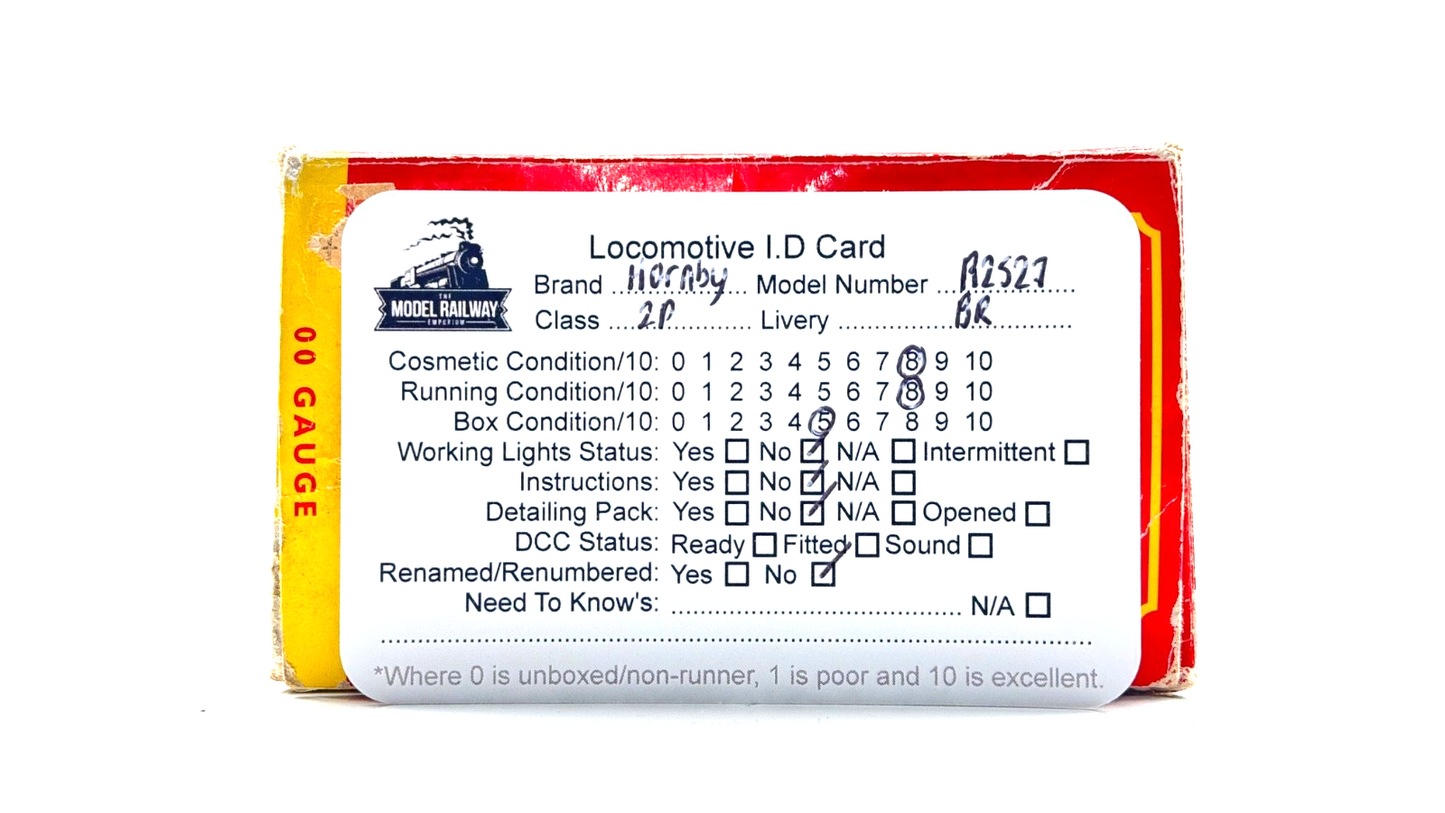 OO GAUGE
THE
MODEL RAILWAY
EMPORIUM
Locomotive I.D Card
Brand ..Hornby... Model Number ...R2527.......
Class ....2P........... Livery ................BR...........
Cosmetic Condition/10: 0 1 2 3 4 5 6 7 8 9 10
Running Condition/10: 0 1 2 3 4 5 6 7 8 9 10
Box Condition/10: 0 1 2 3 4 5 6 7 8 9 10
Working Lights Status: Yes ☐ No ☑ N/A ☐ Intermittent ☐
Instructions: Yes ☐ No ☑ N/A ☐
Detailing Pack: Yes ☐ No ☑ N/A ☐ Opened ☐
DCC Status: Ready ☐ Fitted ☐ Sound ☐
Renamed/Renumbered: Yes ☐ No ☑
Need To Know's: ........................................ N/A ☐
*Where 0 is unboxed/non-runner, 1 is poor and 10 is excellent.